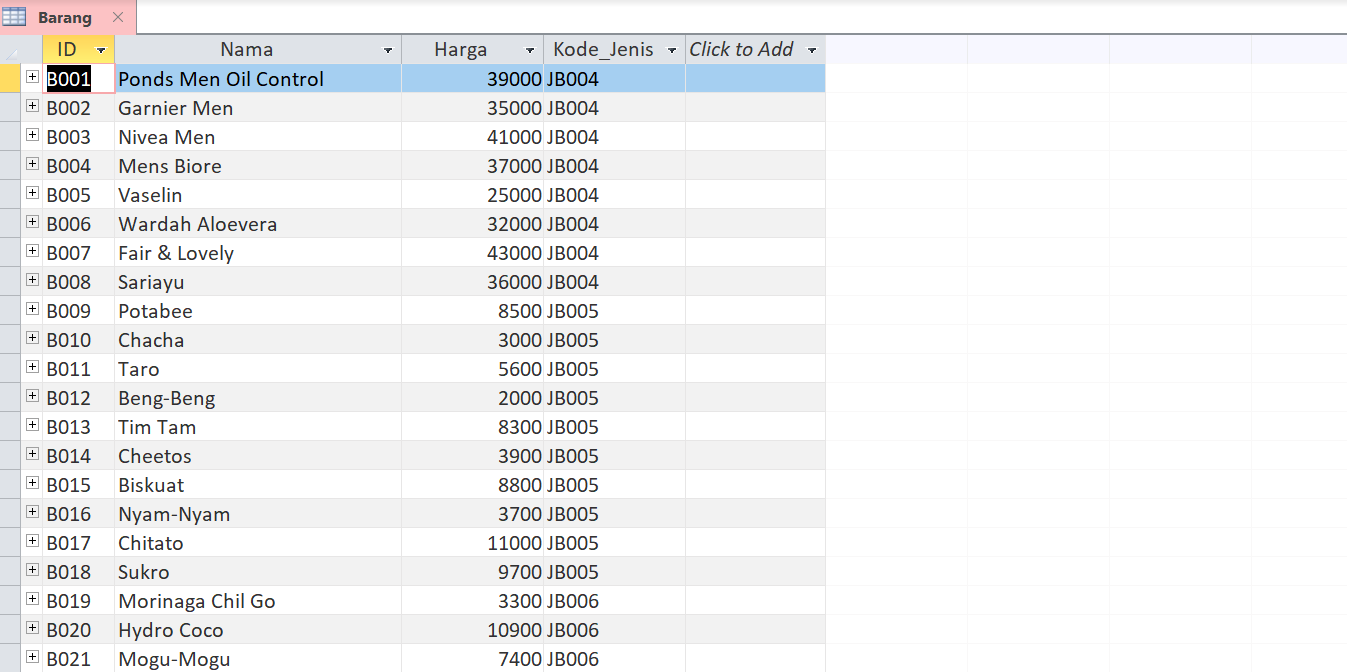 Barang
ID Nama Harga Kode_Jenis Click to Add
B001 Ponds Men Oil Control 39000 JB004
B002 Garnier Men 35000 JB004
B003 Nivea Men 41000 JB004
B004 Mens Biore 37000 JB004
B005 Vaselin 25000 JB004
B006 Wardah Aloevera 32000 JB004
B007 Fair & Lovely 43000 JB004
B008 Sariayu 36000 JB004
B009 Potabee 8500 JB005
B010 Chacha 3000 JB005
B011 Taro 5600 JB005
B012 Beng-Beng 2000 JB005
B013 Tim Tam 8300 JB005
B014 Cheetos 3900 JB005
B015 Biskuat 8800 JB005
B016 Nyam-Nyam 3700 JB005
B017 Chitato 11000 JB005
B018 Sukro 9700 JB005
B019 Morinaga Chil Go 3300 JB006
B020 Hydro Coco 10900 JB006
B021 Mogu-Mogu 7400 JB006